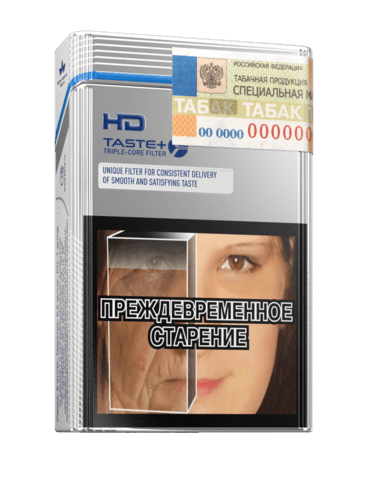 РОССИЙСКАЯ ФЕДЕРАЦИЯ
ТАБАЧНАЯ ПРОДУКЦИЯ
СПЕЦИАЛЬНАЯ М
ТАБАК ТАБАК
00 0000 000000
HD
TASTE+
TRIPLE-CORE FILTER
UNIQUE FILTER FOR CONSISTENT DELIVERY
OF SMOOTH AND SATISFYING TASTE
ПРЕЖДЕВРЕМЕННОЕ
СТАРЕНИЕ